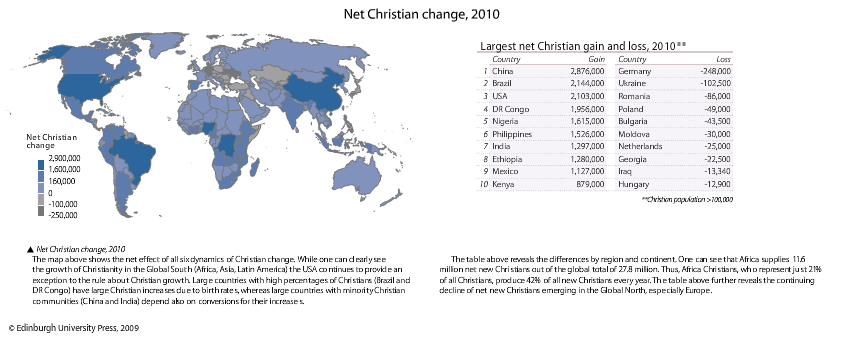 Net Christian change, 2010
Net Christian
change
2,900,000
1,600,000
160,000
0
-100,000
-250,000
Largest net Christian gain and loss, 2010**
Country Gain Country Loss
1 China 2,876,000 Germany -248,000
2 Brazil 2,144,000 Ukraine -102,500
3 USA 2,103,000 Romania -86,000
4 DR Congo 1,956,000 Poland -49,000
5 Nigeria 1,615,000 Bulgaria -43,500
6 Philippines 1,526,000 Moldova -30,000
7 India 1,297,000 Netherlands -25,000
8 Ethiopia 1,280,000 Georgia -22,500
9 Mexico 1,127,000 Iraq -13,340
10 Kenya 879,000 Hungary -12,900
**Christian population >100,000
▲ Net Christian change, 2010
The map above shows the net effect of all six dynamics of Christian change. While one can clearly see
the growth of Christianity in the Global South (Africa, Asia, Latin America) the USA continues to provide an
exception to the rule about Christian growth. Large countries with high percentages of Christians (Brazil and
DR Congo) have large Christian increases due to birth rates, whereas large countries with minority Christian
communities (China and India) depend also on conversions for their increases.
The table above reveals the differences by region and continent. One can see that Africa supplies 11.6
million net new Christians out of the global total of 27.8 million. Thus, Africa Christians, who represent just 21%
of all Christians, produce 42% of all new Christians every year. The table above further reveals the continuing
decline of net new Christians emerging in the Global North, especially Europe.
© Edinburgh University Press, 2009